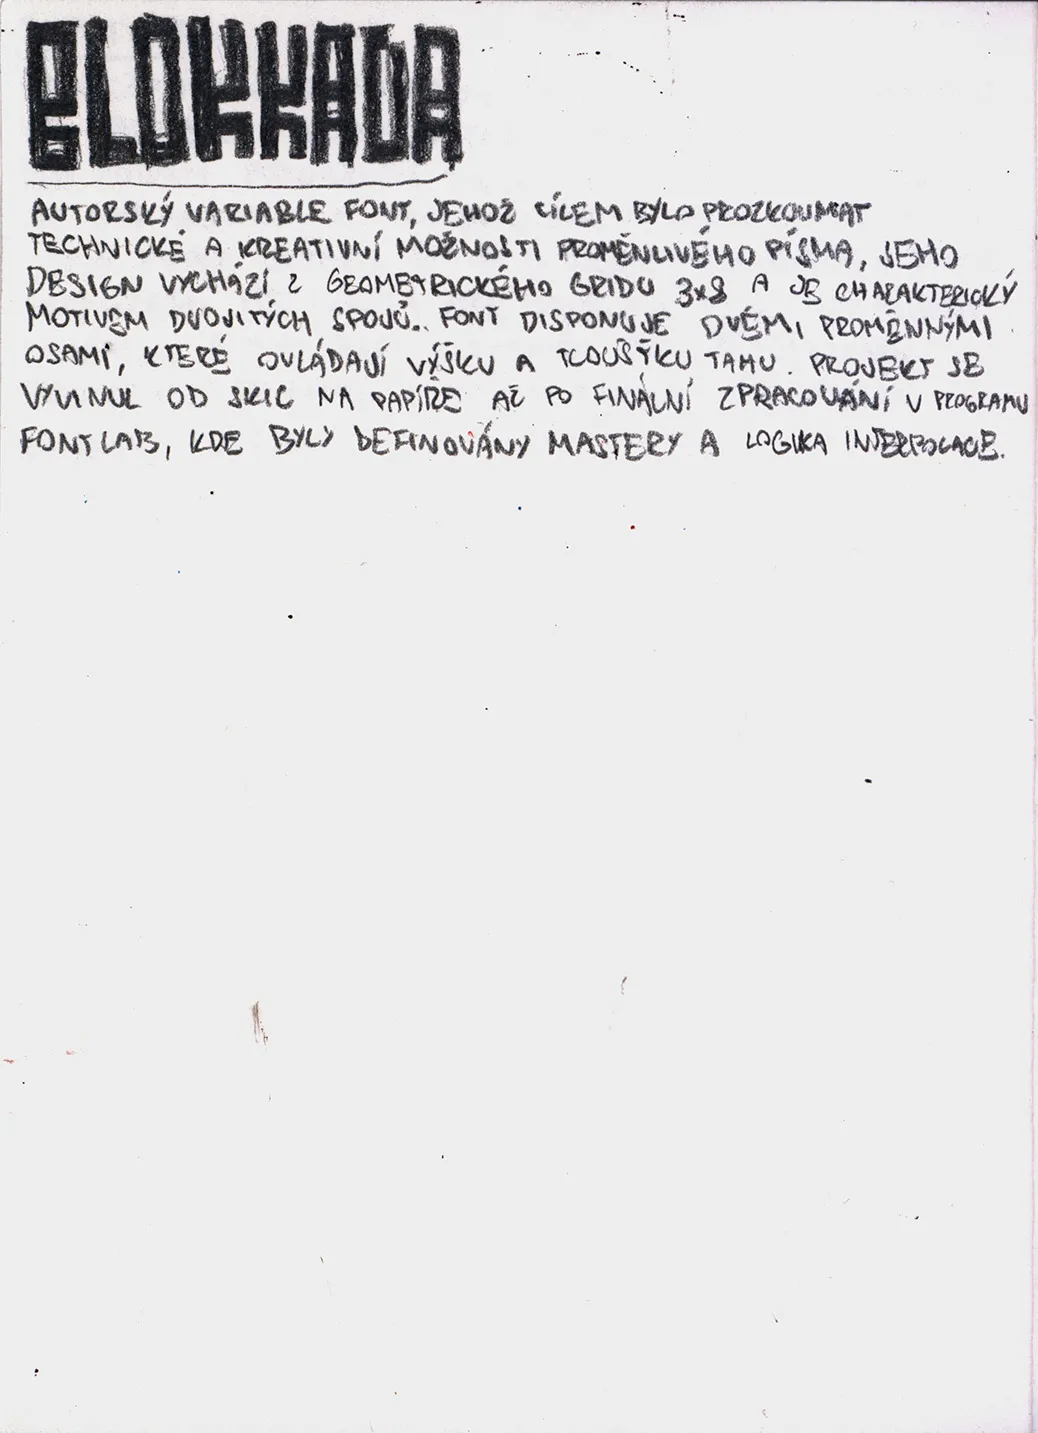 BLOKKADA
AUTORSKÝ VARIABLE FONT, JEHOŽ CÍLEM BYLO PROZKOUMAT
TECHNICKÉ A KREATIVNÍ MOŽNOSTI PROMĚNLIVÉHO PÍSMA, JEHO
DESIGN VYCHÁZÍ Z GEOMETRICKÉHO GRIDU 3x8 A JE CHARAKTERICKÝ
MOTIVEM DVOJITÝCH SPOJŮ.. FONT DISPONUJE DVĚMI PROMĚNNÝMI
OSAMI, KTERÉ OVLÁDAJÍ VÝŠKU A TLOUŠŤKU TAHU. PROJEKT SE
VYVINUL OD SKIC NA PAPÍŘE AŽ PO FINÁLNÍ ZPRACOVÁNÍ V PROGRAMU
FONTLAB, KDE BYLY DEFINOVÁNY MASTERY A LOGIKA INTERPOLACE.